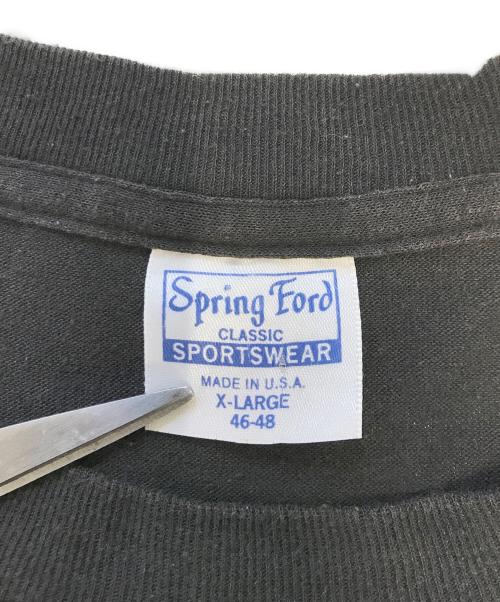 Spring Ford
CLASSIC
SPORTSWEAR
MADE IN U.S.A.
X-LARGE
46-48